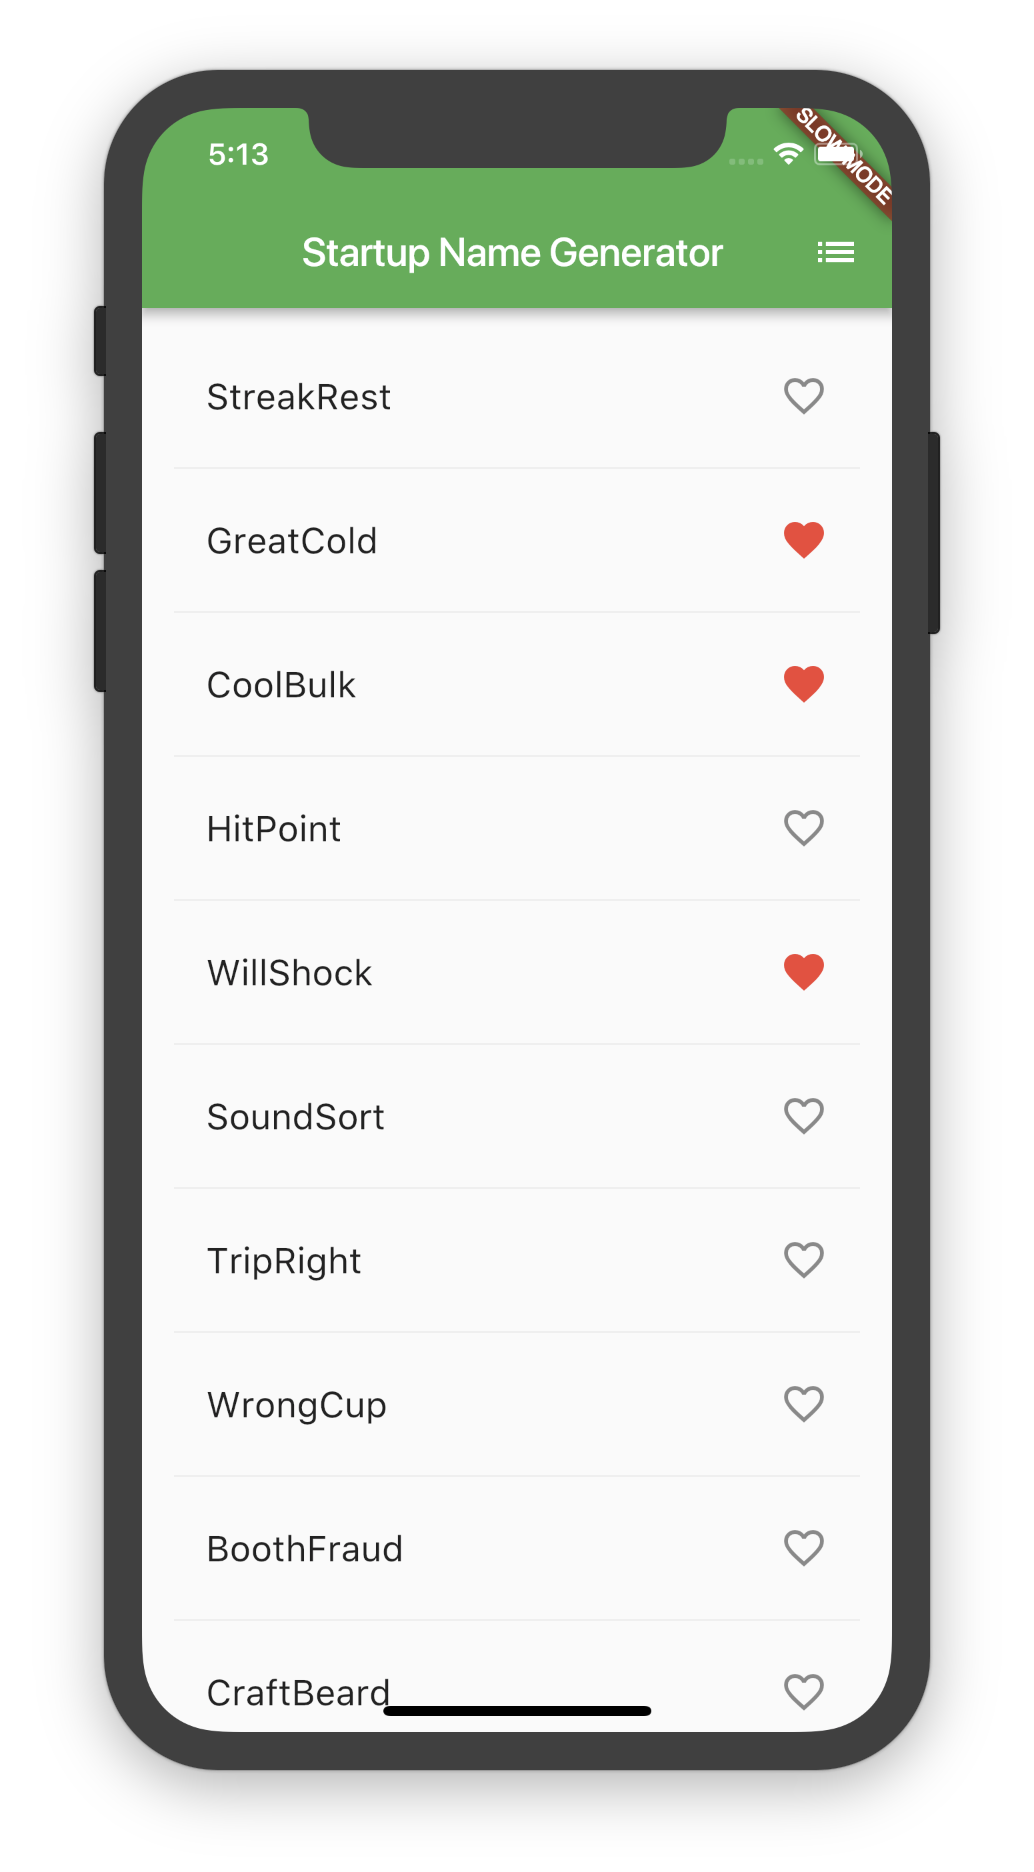 5:13
SLOW MODE
Startup Name Generator
StreakRest
GreatCold
CoolBulk
HitPoint
WillShock
SoundSort
TripRight
WrongCup
BoothFraud
CraftBeard